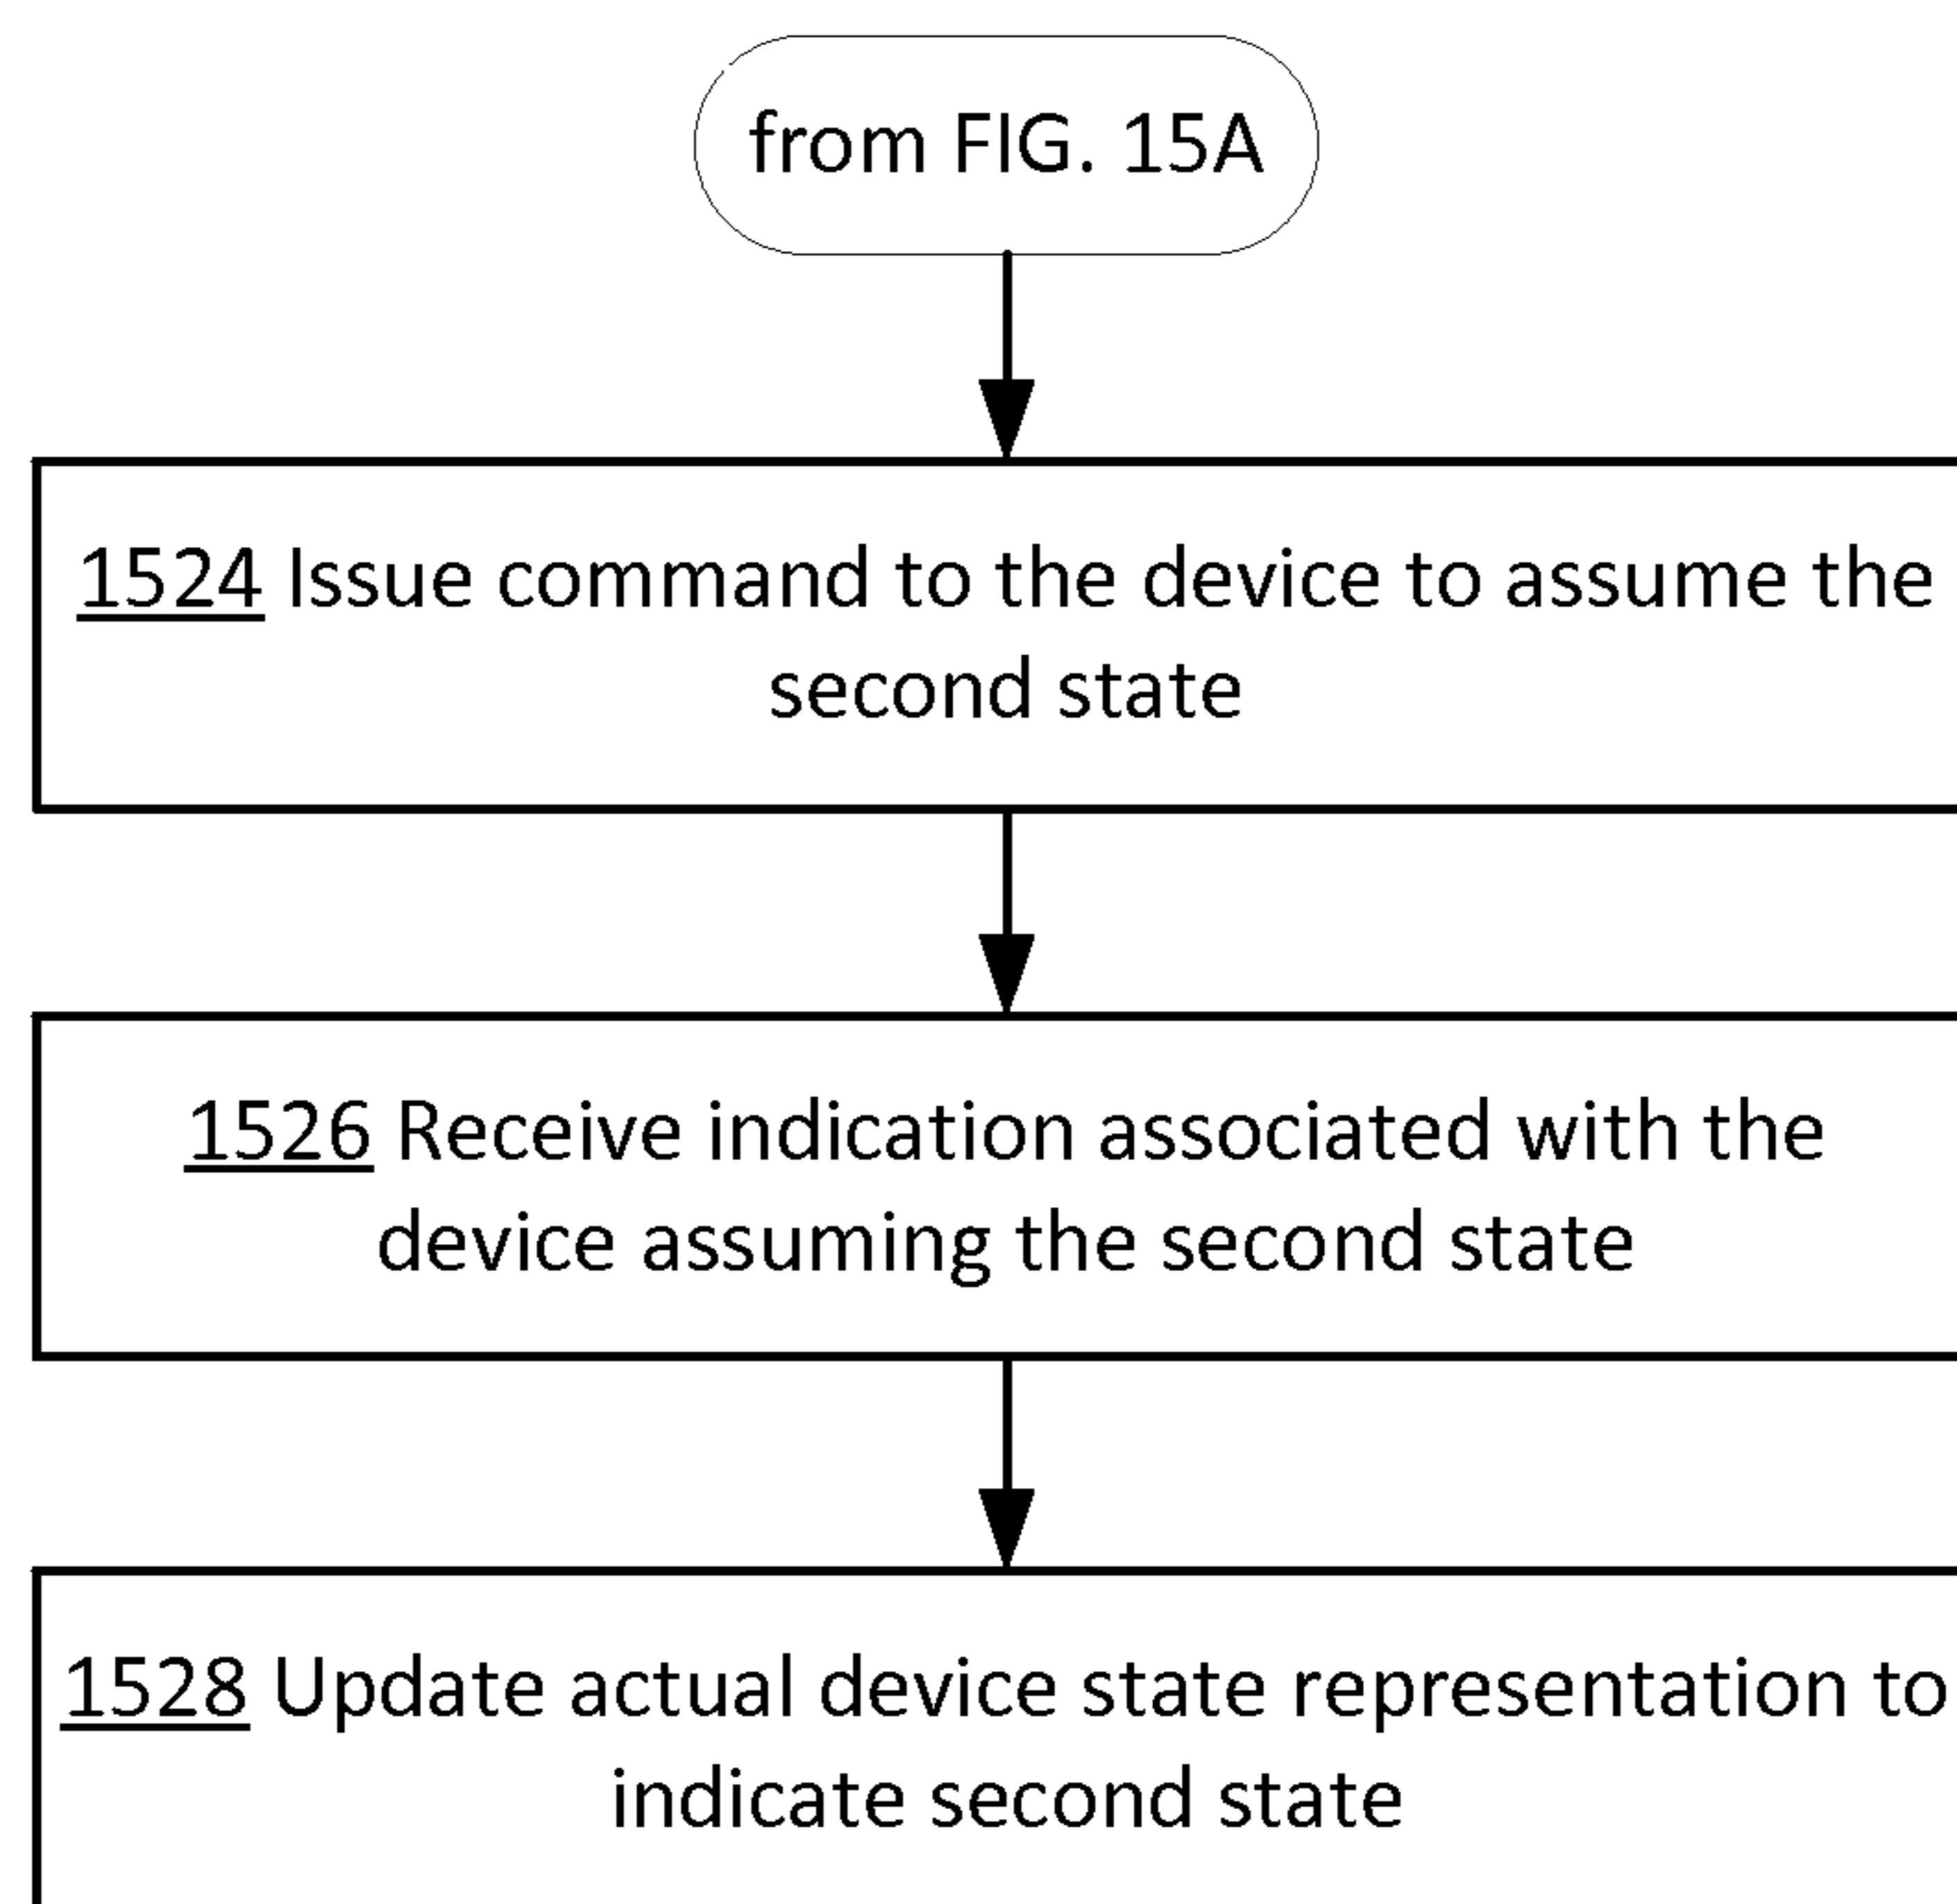 from FIG. 15A
1524 Issue command to the device to assume the
second state
1526 Receive indication associated with the
device assuming the second state
1528 Update actual device state representation to
indicate second state